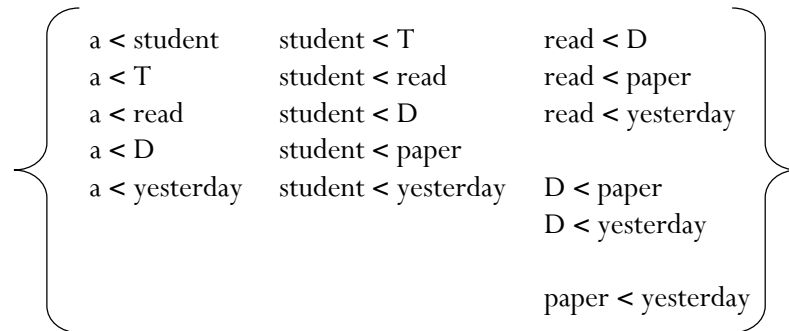 a < student student < T read < D
a < T student < read read < paper
a < read student < D read < yesterday
a < D student < paper
a < yesterday student < yesterday D < paper
D < yesterday
paper < yesterday